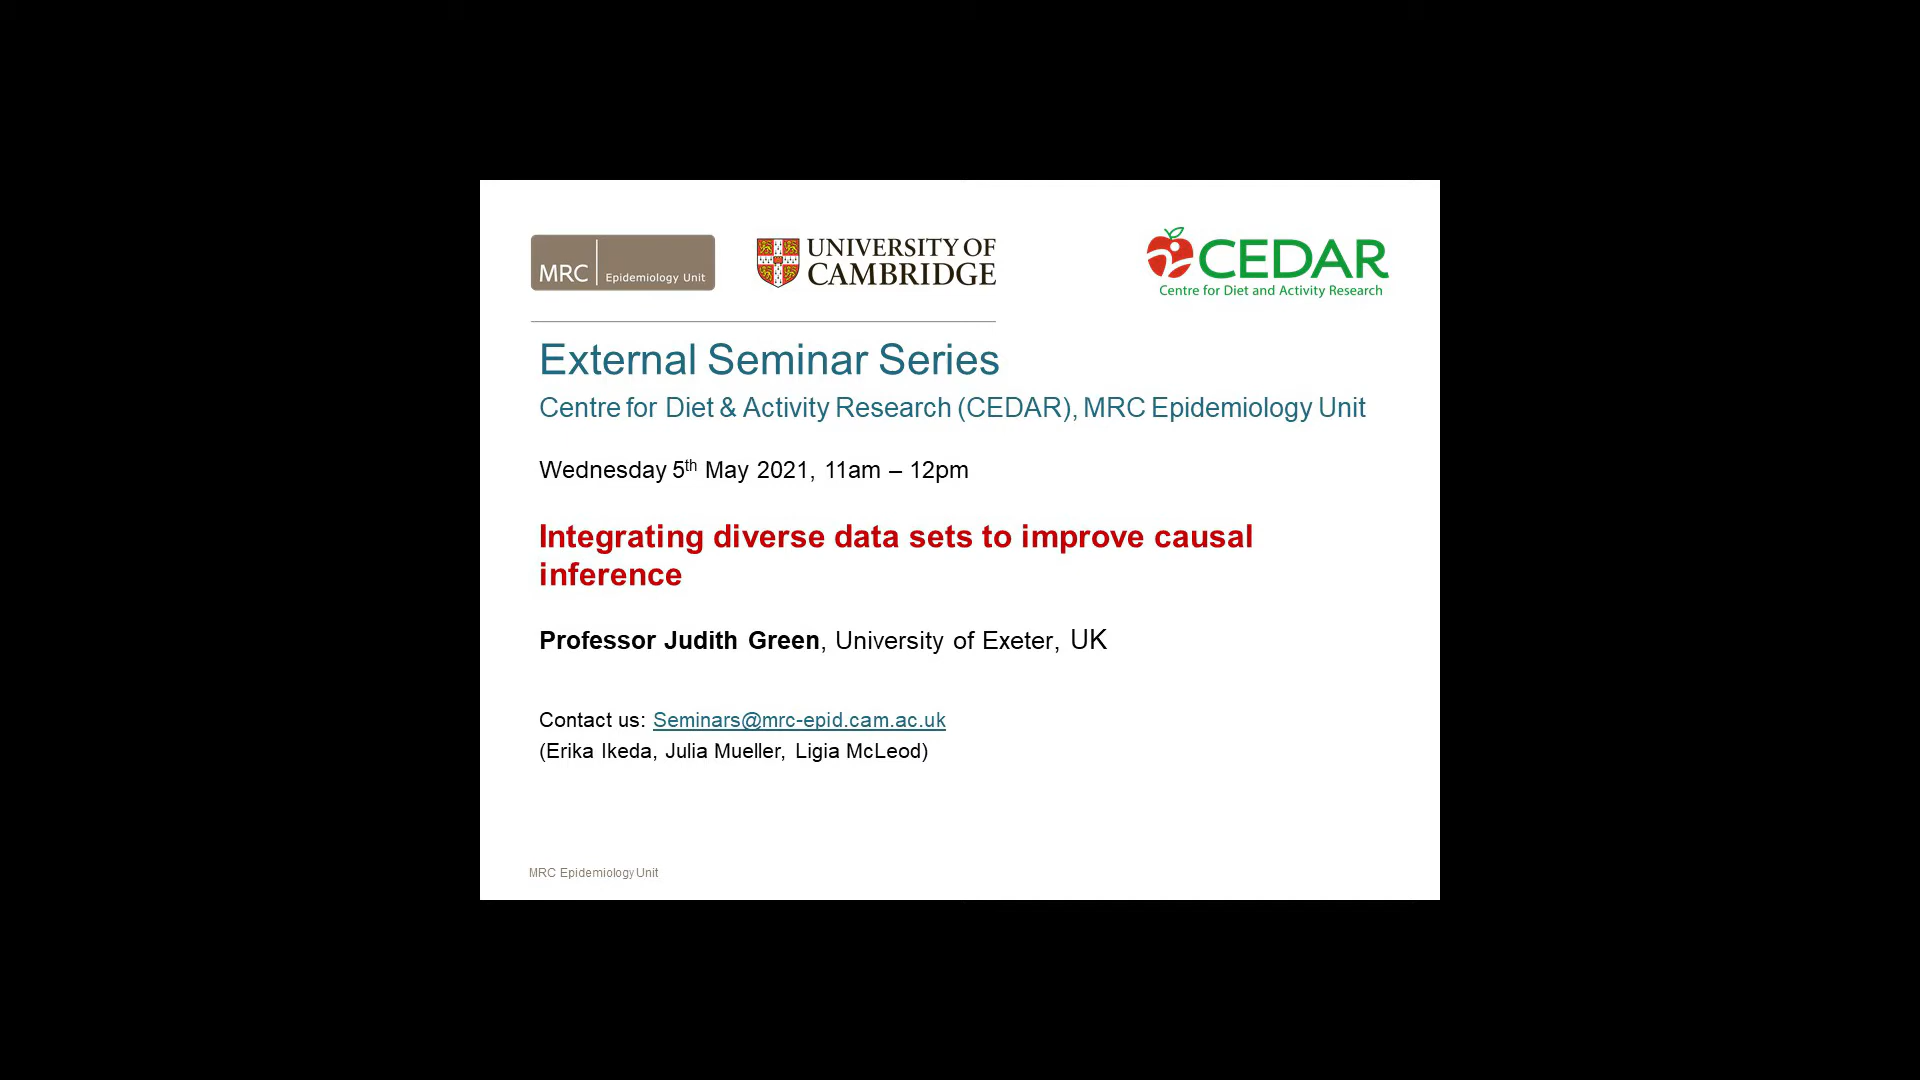 MRC Epidemiology Unit
UNIVERSITY OF
CAMBRIDGE
CEDAR
Centre for Diet and Activity Research
External Seminar Series
Centre for Diet & Activity Research (CEDAR), MRC Epidemiology Unit
Wednesday 5th May 2021, 11am – 12pm
Integrating diverse data sets to improve causal
inference
Professor Judith Green, University of Exeter, UK
Contact us: Seminars@mrc-epid.cam.ac.uk
(Erika Ikeda, Julia Mueller, Ligia McLeod)
MRC Epidemiology Unit